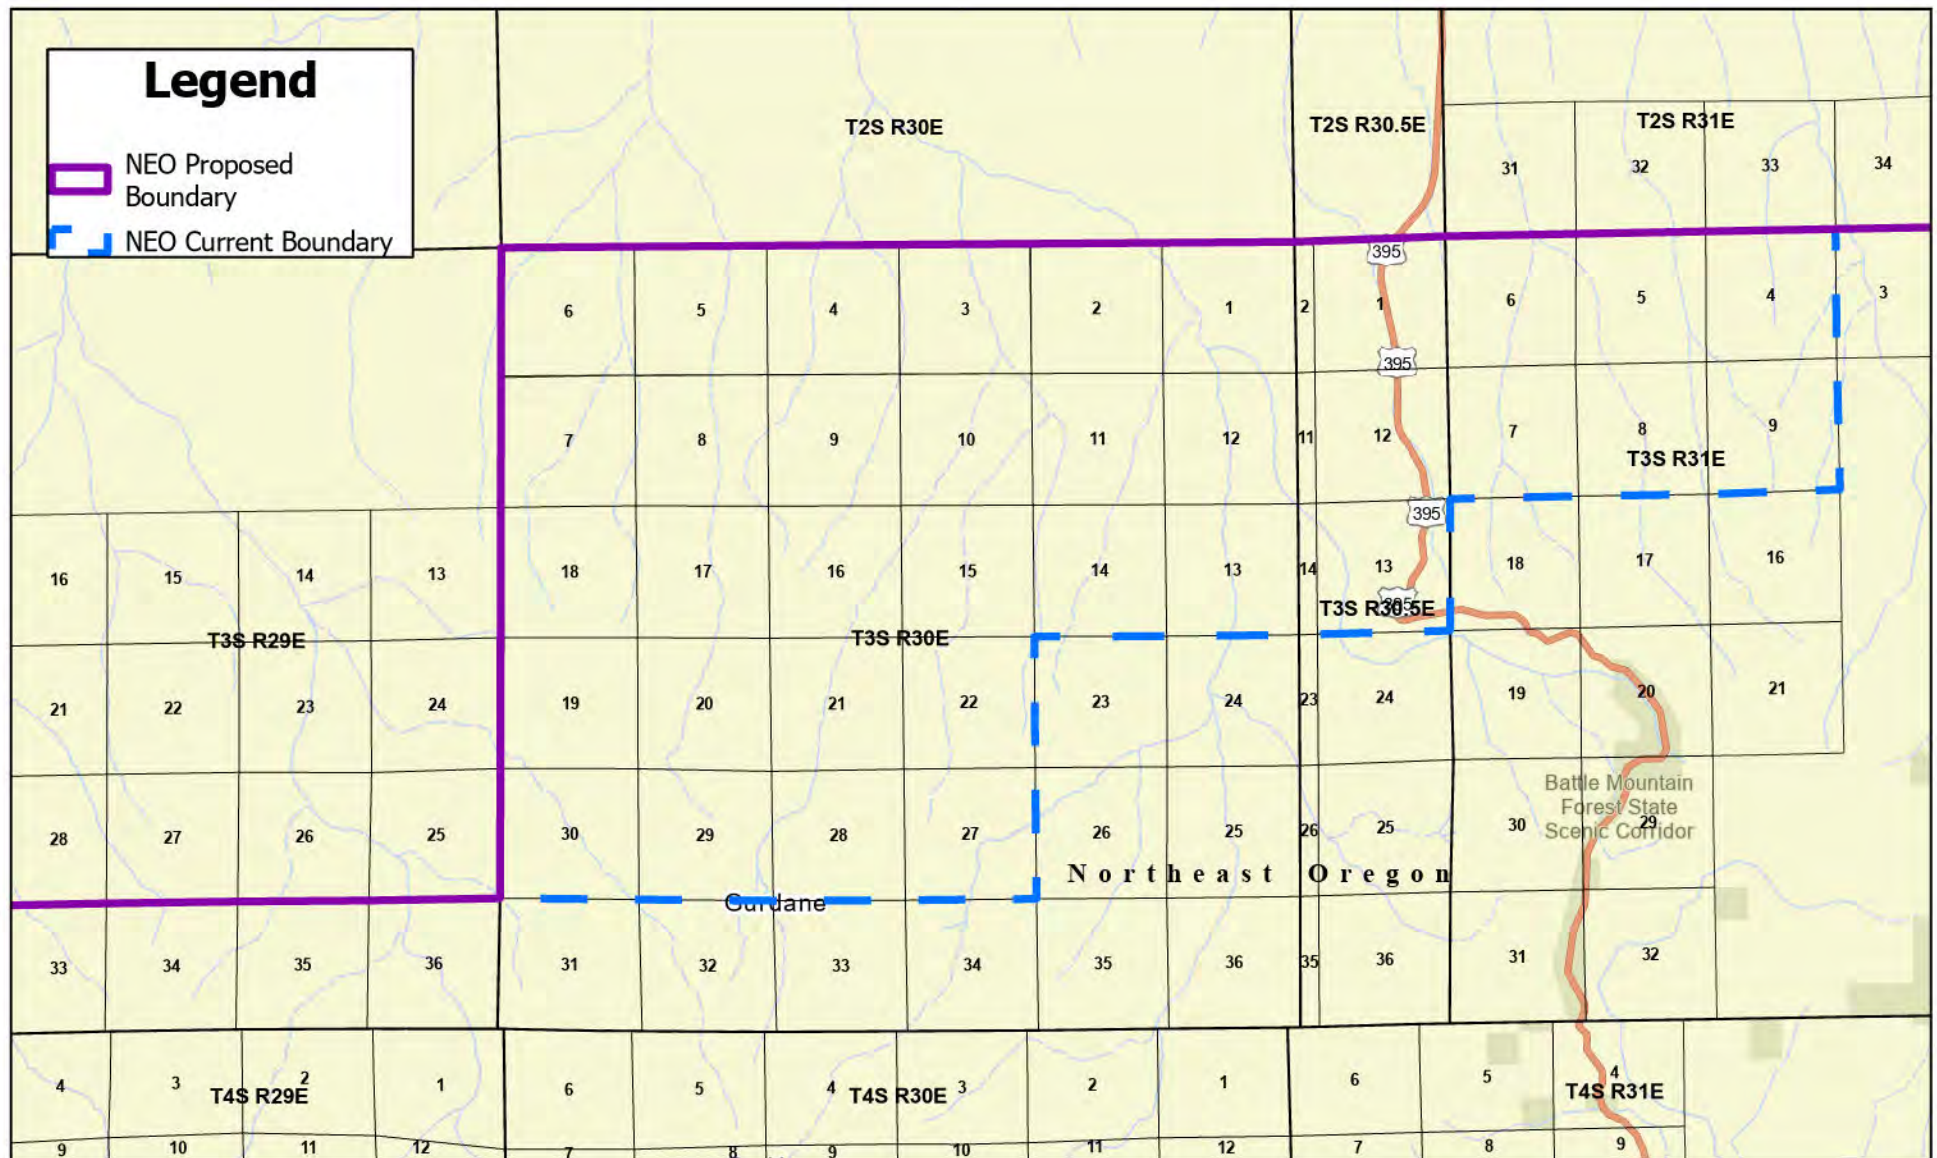 Legend
NEO Proposed
Boundary
NEO Current Boundary
T2S R30E
T2S R30.5E
T2S R31E
31 32 33 34
395
6 5 4 3 2 1 2 1 6 5 4 3
395
7 8 9 10 11 12 11 12 7 8 9
T3S R31E
395
16 15 14 13 18 17 16 15 14 13 14 13 18 17 16
395
T3S R30.5E
T3S R29E
T3S R30E
21 22 23 24 19 20 21 22 23 24 23 24 19 20 21
Battle Mountain
Forest State
Scenic Corridor
28 27 26 25 30 29 28 27 26 25 26 25 30 29
Northeast Oregon
Gurdane
33 34 35 36 31 32 33 34 35 36 35 36 31 32
4 3 2 1 6 5 4 3 2 1 6 5 4
T4S R29E
T4S R30E
T4S R31E
9 10 11 12 7 8 9 10 11 12 7 8 9